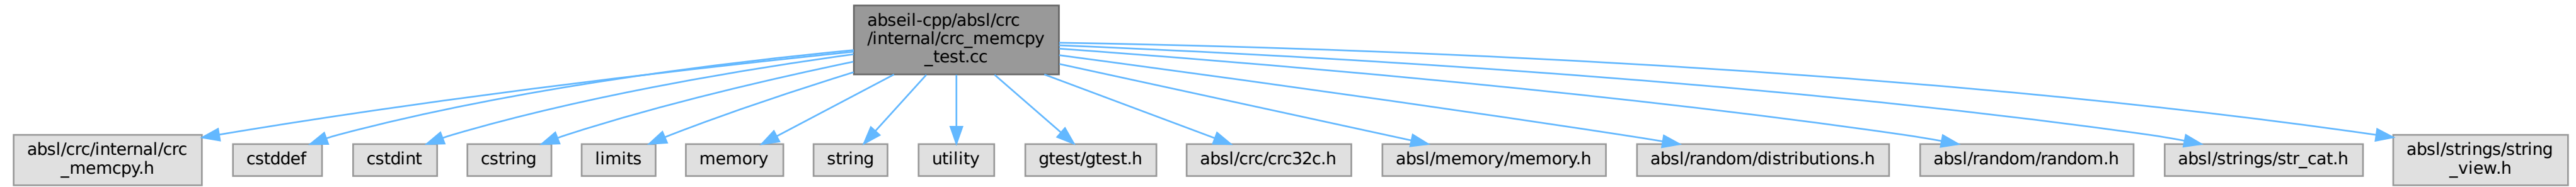 abseil-cpp/absl/crc
/internal/crc_memcpy
_test.cc
absl/crc/internal/crc
_memcpy.h
cstddef
cstdint
cstring
limits
memory
string
utility
gtest/gtest.h
absl/crc/crc32c.h
absl/memory/memory.h
absl/random/distributions.h
absl/random/random.h
absl/strings/str_cat.h
absl/strings/string
_view.h